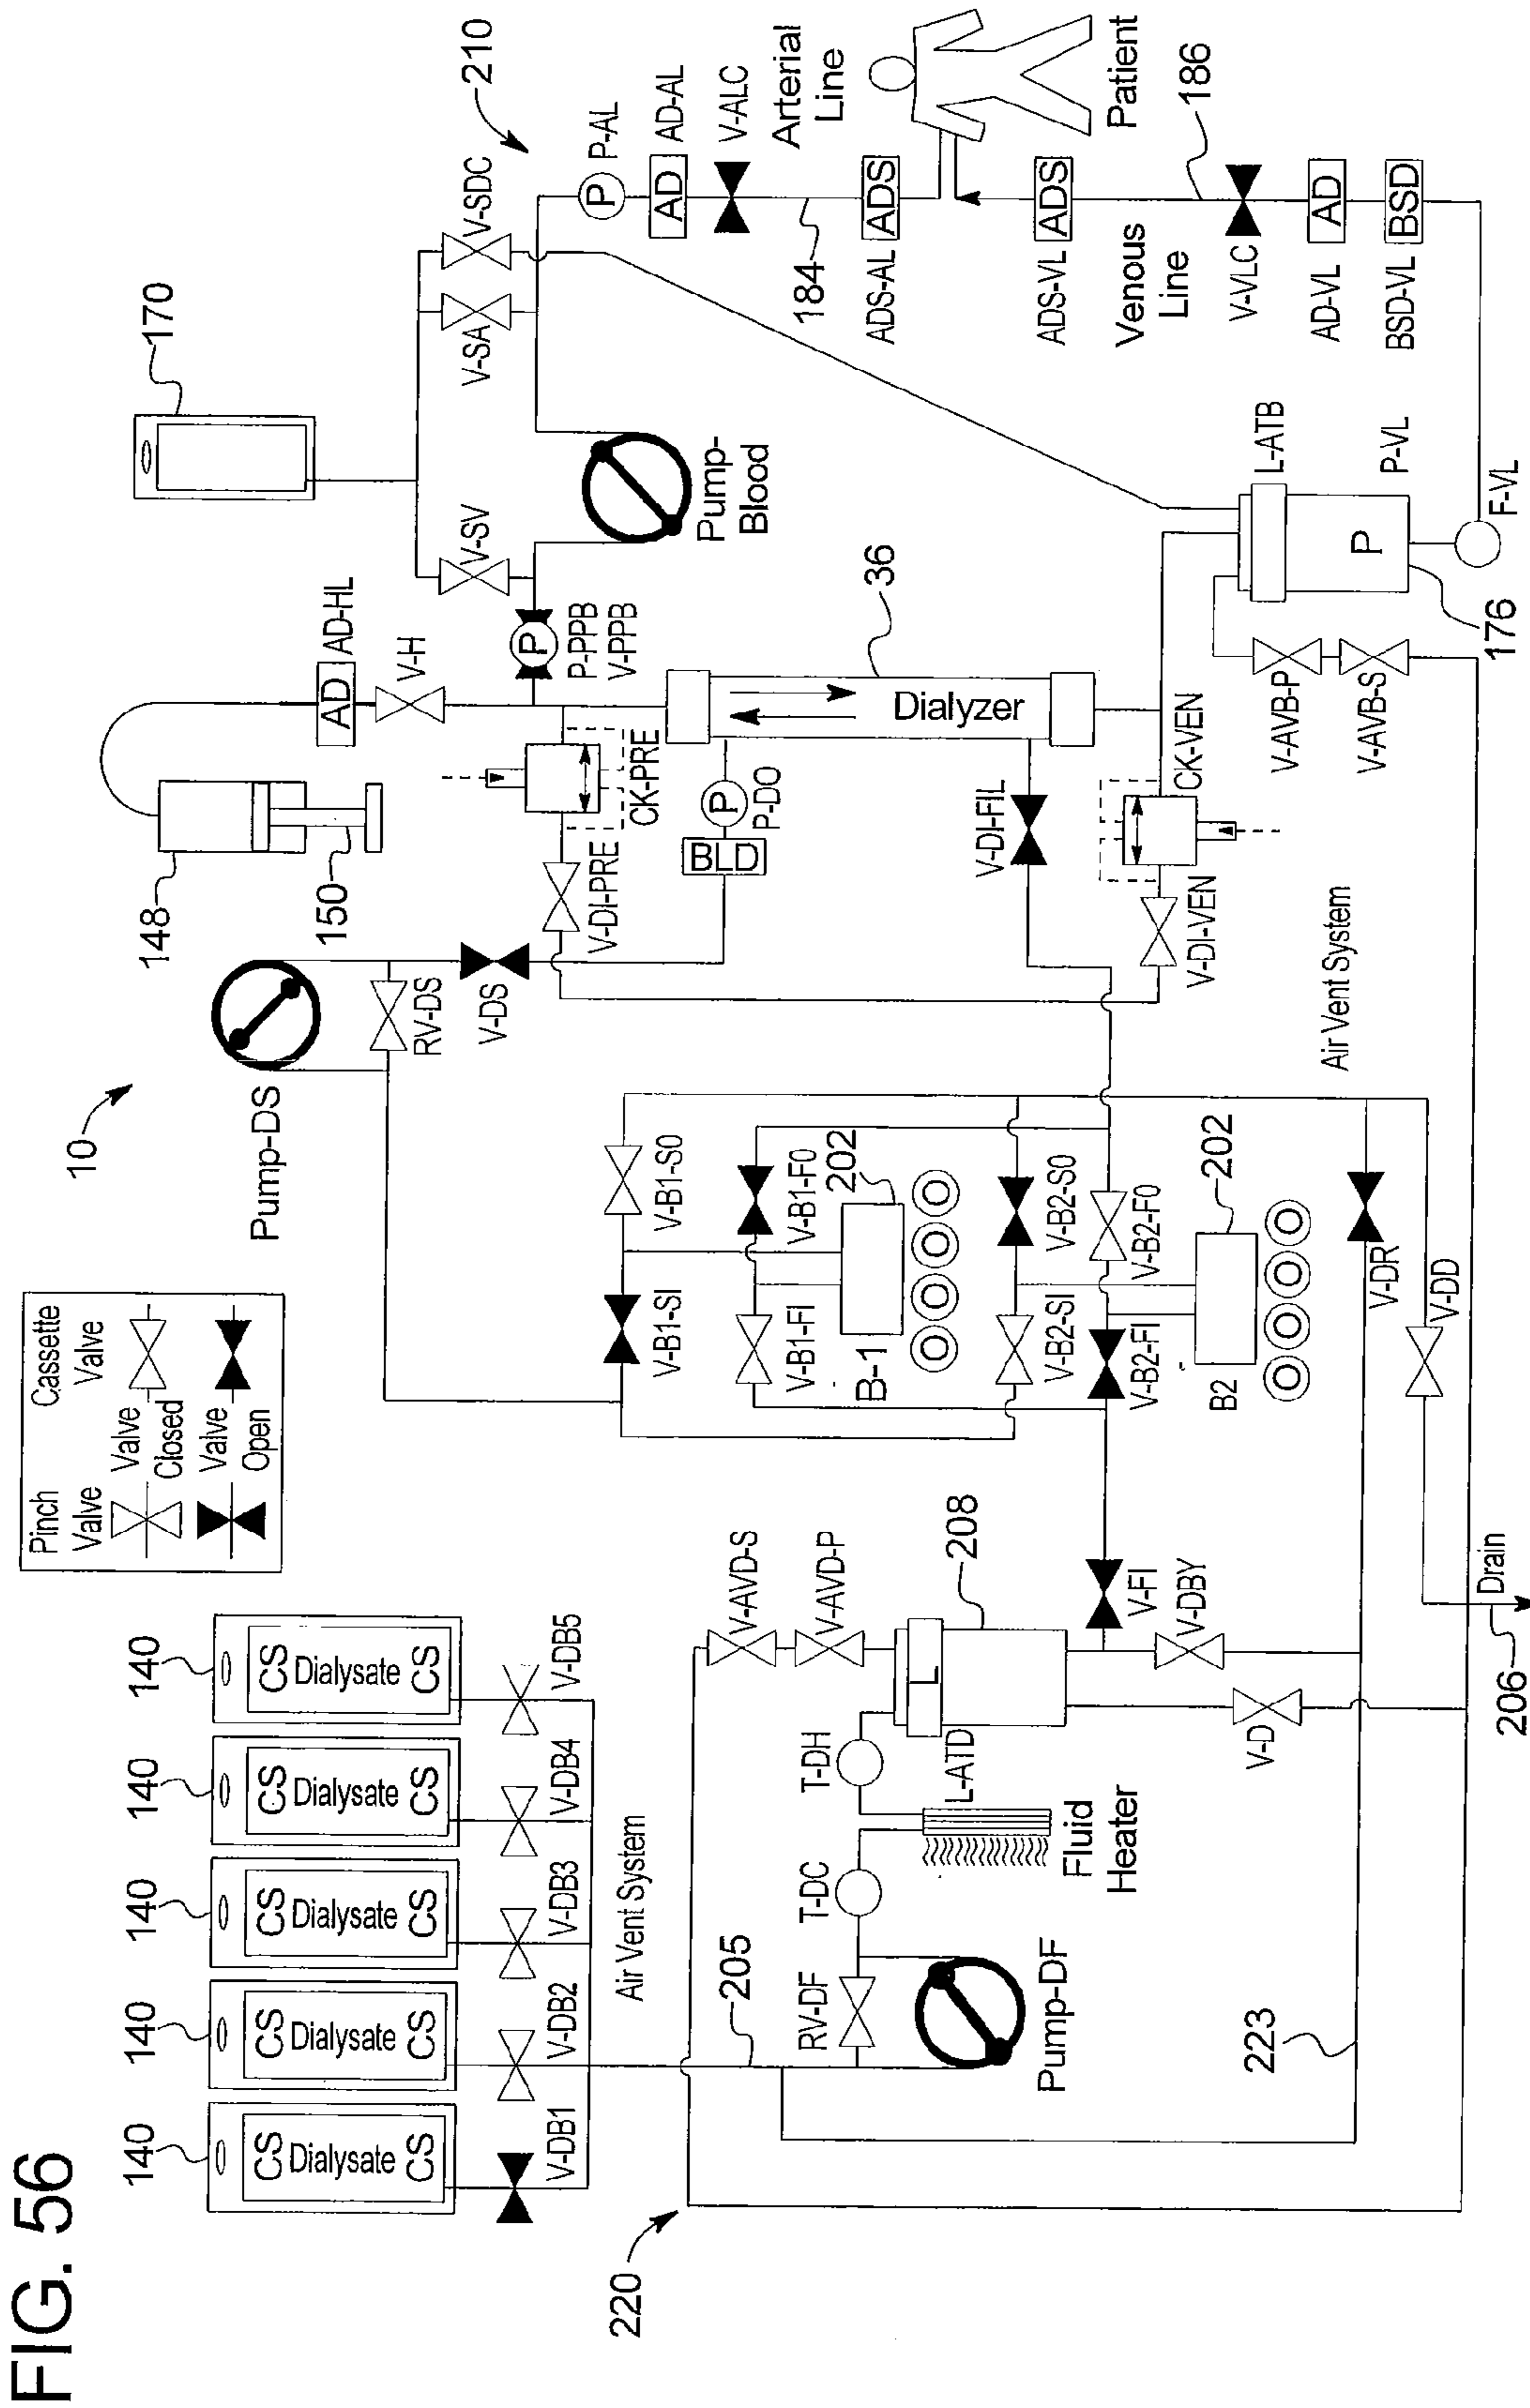 FIG. 56
Pinch
Valve
Cassette
Valve
Valve
Closed
Valve
Open
10
140
140
140
140
140
CS Dialysate CS
CS Dialysate CS
CS Dialysate CS
CS Dialysate CS
CS Dialysate CS
V-DB1
V-DB2
V-DB3
V-DB4
V-DB5
Air Vent System
220
205
RV-DF
Pump-DF
T-DC
T-DH
Fluid
Heater
L-ATD
L
V-AVD-S
V-AVD-P
208
V-FI
V-DBY
V-D
223
206
Drain
Pump-DS
RV-DS
V-DS
V-B1-SI
V-B1-S0
V-B1-FI
V-B1-F0
B-1
202
V-B2-SI
V-B2-S0
V-B2-FI
V-B2-F0
B2
202
V-DR
V-DD
Air Vent System
148
150
AD
AD-HL
V-H
CK-PRE
V-DI-PRE
BLD
P
P-DO
V-DI-FIL
V-DI-VEN
CK-VEN
Dialyzer
36
P
P-PPB
V-PPB
V-SV
170
V-SA
V-SDC
Pump-
Blood
210
P
P-AL
AD
AD-AL
V-ALC
Arterial
Line
184
ADS
ADS-AL
Patient
ADS
ADS-VL
Venous
Line
186
V-VLC
AD
AD-VL
BSD
BSD-VL
L-ATB
P
P-VL
F-VL
176
V-AVB-P
V-AVB-S